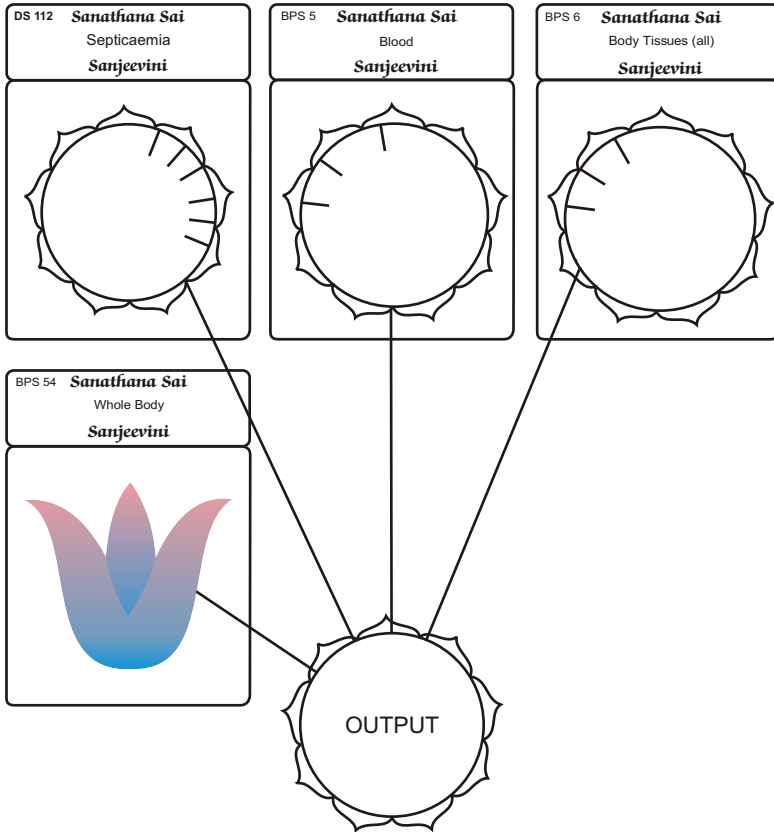 DS 112 Sanathana Sai
Septicaemia
Sanjeevini
BPS 5 Sanathana Sai
Blood
Sanjeevini
BPS 6 Sanathana Sai
Body Tissues (all)
Sanjeevini
BPS 54 Sanathana Sai
Whole Body
Sanjeevini
OUTPUT